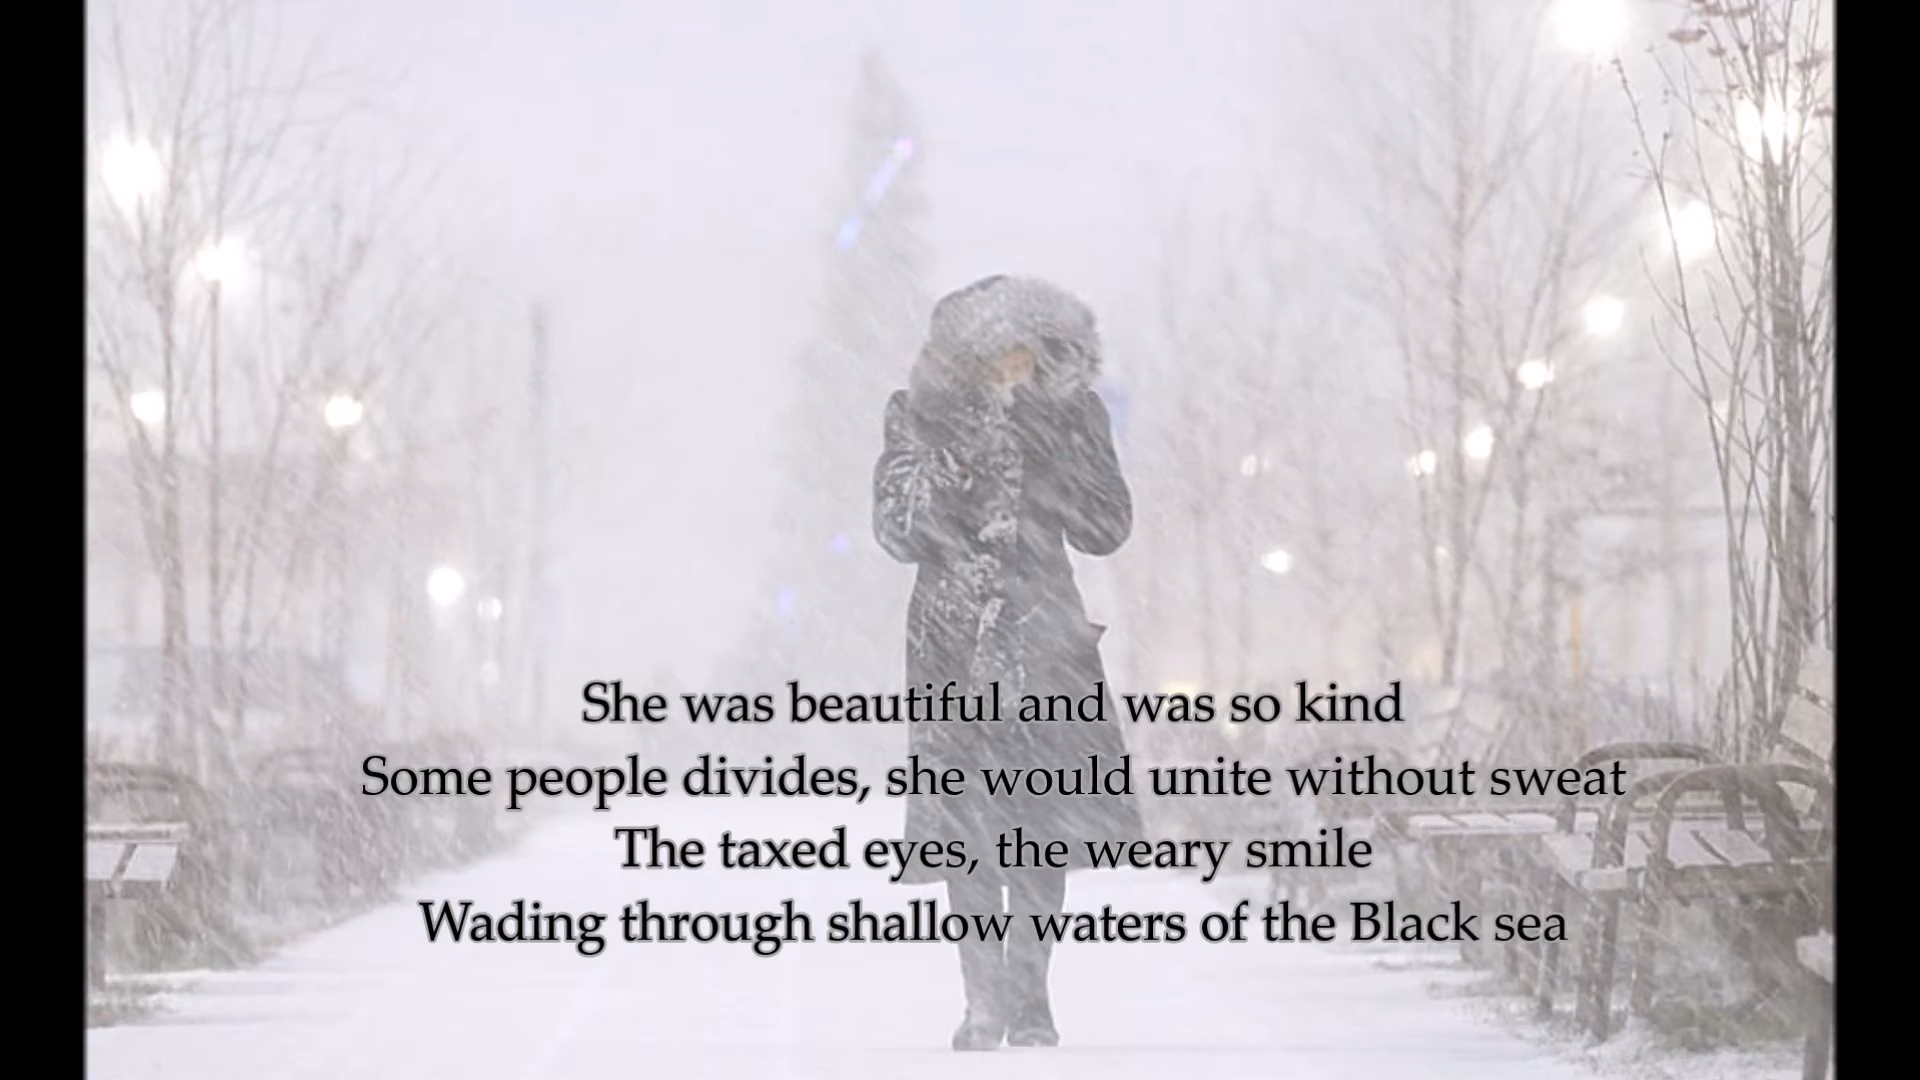 She was beautiful and was so kind
Some people divides, she would unite without sweat
The taxed eyes, the weary smile
Wading through shallow waters of the Black sea